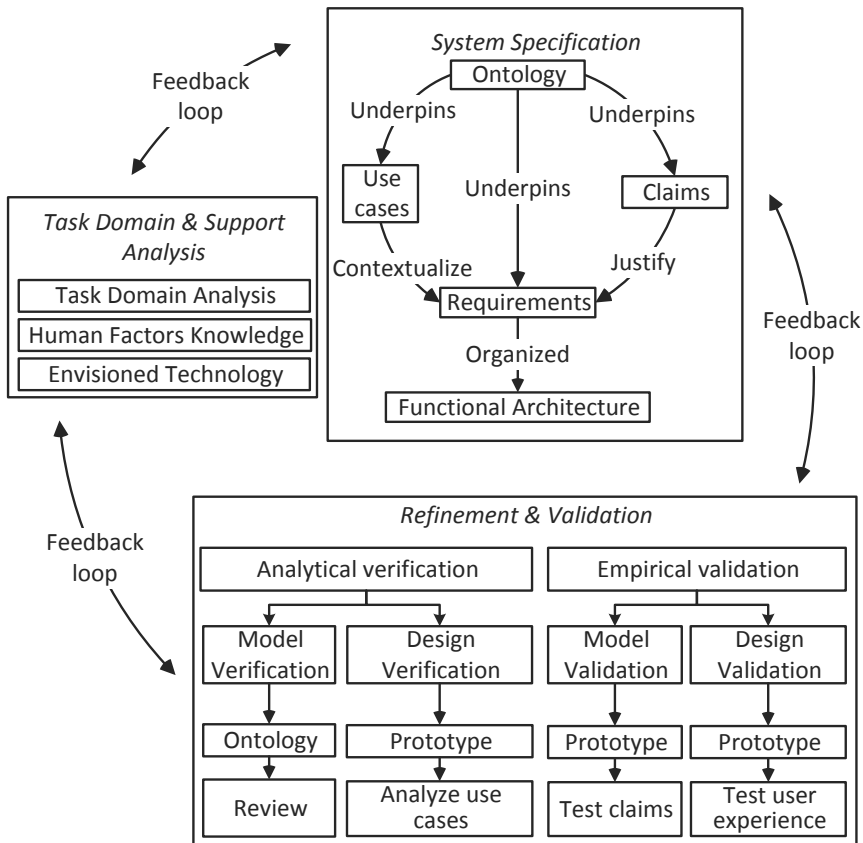 System Specification
Ontology
Feedback
loop
Underpins
Underpins
Use
cases
Underpins
Claims
Task Domain & Support
Analysis
Contextualize
Justify
Task Domain Analysis
Requirements
Human Factors Knowledge
Organized
Envisioned Technology
Functional Architecture
Feedback
loop
Refinement & Validation
Feedback
loop
Analytical verification
Empirical validation
Model
Verification
Design
Verification
Model
Validation
Design
Validation
Ontology
Prototype
Prototype
Prototype
Review
Analyze use
cases
Test claims
Test user
experience